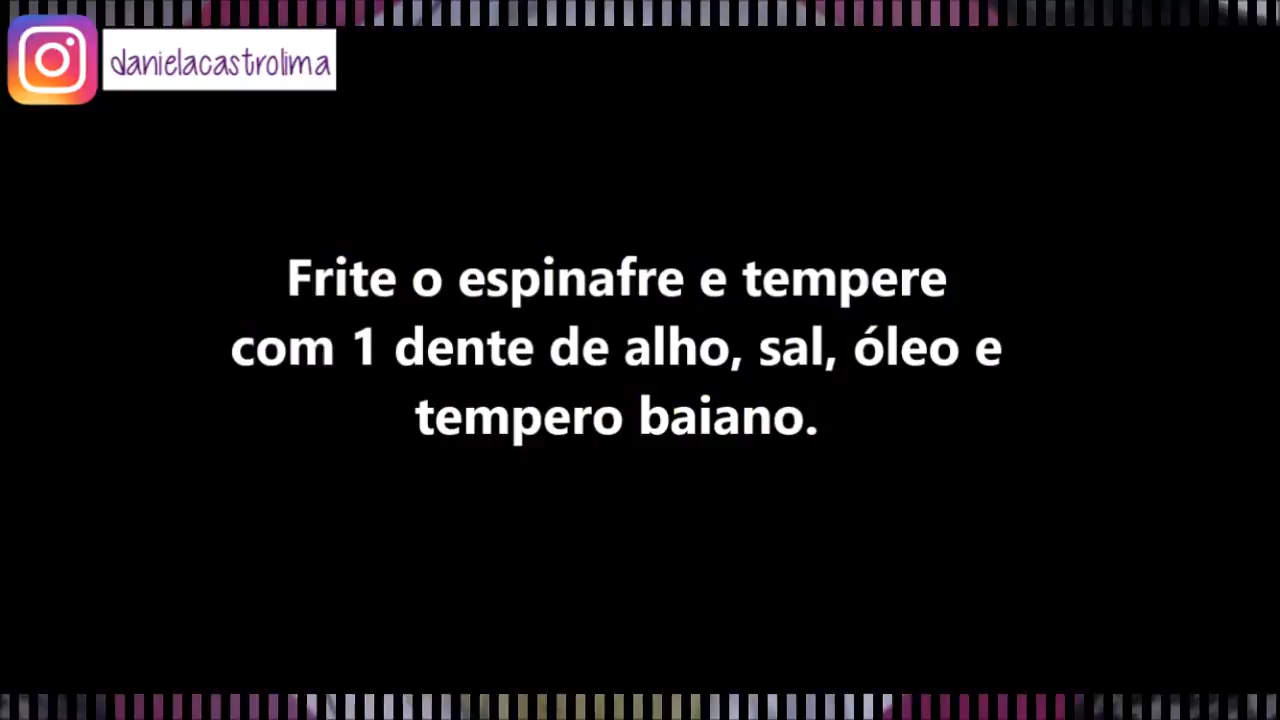 danielacastrolima
Frite o espinafre e tempere
com 1 dente de alho, sal, óleo e
tempero baiano.